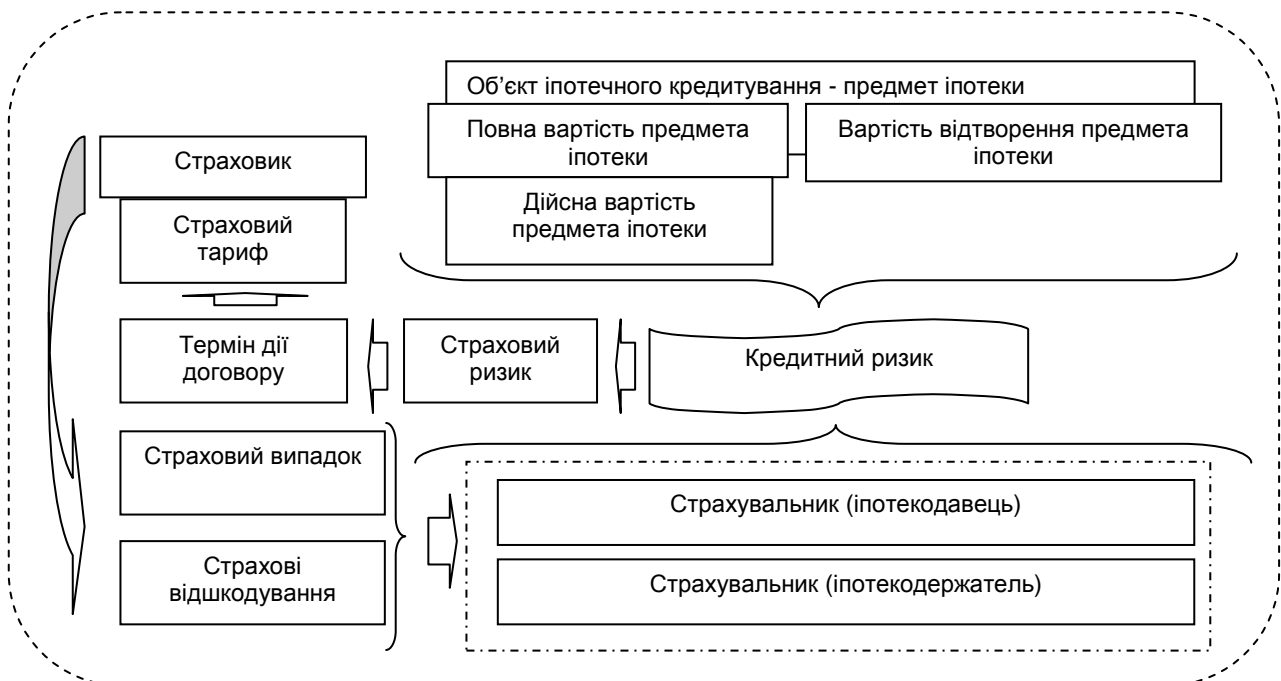 Об’єкт іпотечного кредитування - предмет іпотеки
Повна вартість предмета
іпотеки
Вартість відтворення предмета
іпотеки
Дійсна вартість
предмета іпотеки
Страховик
Страховий
тариф
Термін дії
договору
Страховий
ризик
Кредитний ризик
Страховий випадок
Страхові
відшкодування
Страхувальник (іпотекодавець)
Страхувальник (іпотекодержатель)